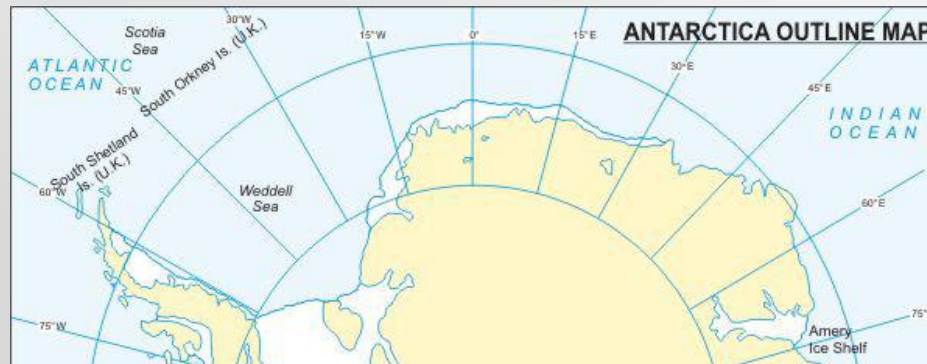 ANTARCTICA OUTLINE MAP
Scotia
Sea
30°W
15°W
0°
15°E
30°E
45°E
ATLANTIC
OCEAN
45°W
South Orkney Is. (U.K.)
INDIAN
OCEAN
South Shetland
Is. (U.K.)
60°W
Weddell
Sea
60°E
75°W
Amery
Ice Shelf